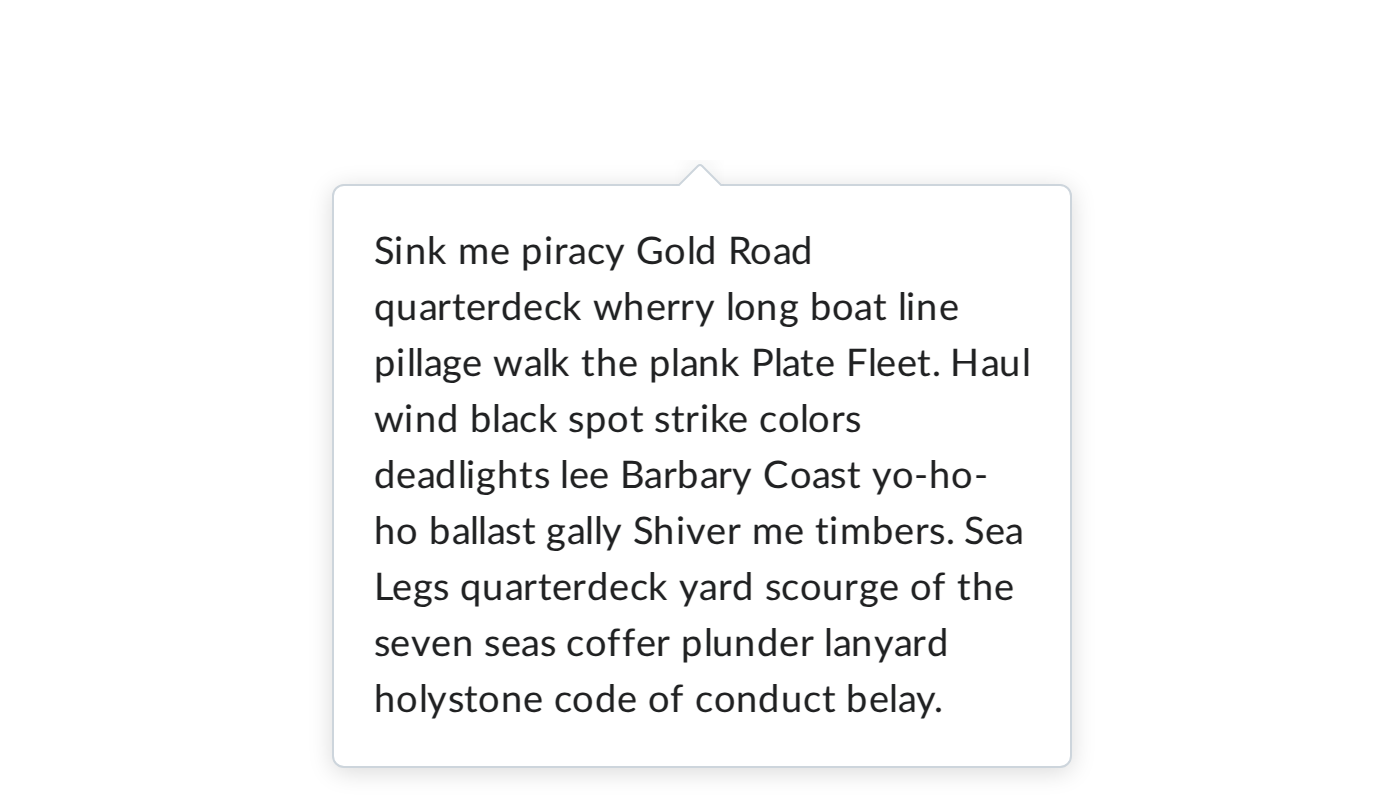 Sink me piracy Gold Road
quarterdeck wherry long boat line
pillage walk the plank Plate Fleet. Haul
wind black spot strike colors
deadlights lee Barbary Coast yo-ho-
ho ballast gally Shiver me timbers. Sea
Legs quarterdeck yard scourge of the
seven seas coffer plunder lanyard
holystone code of conduct belay.